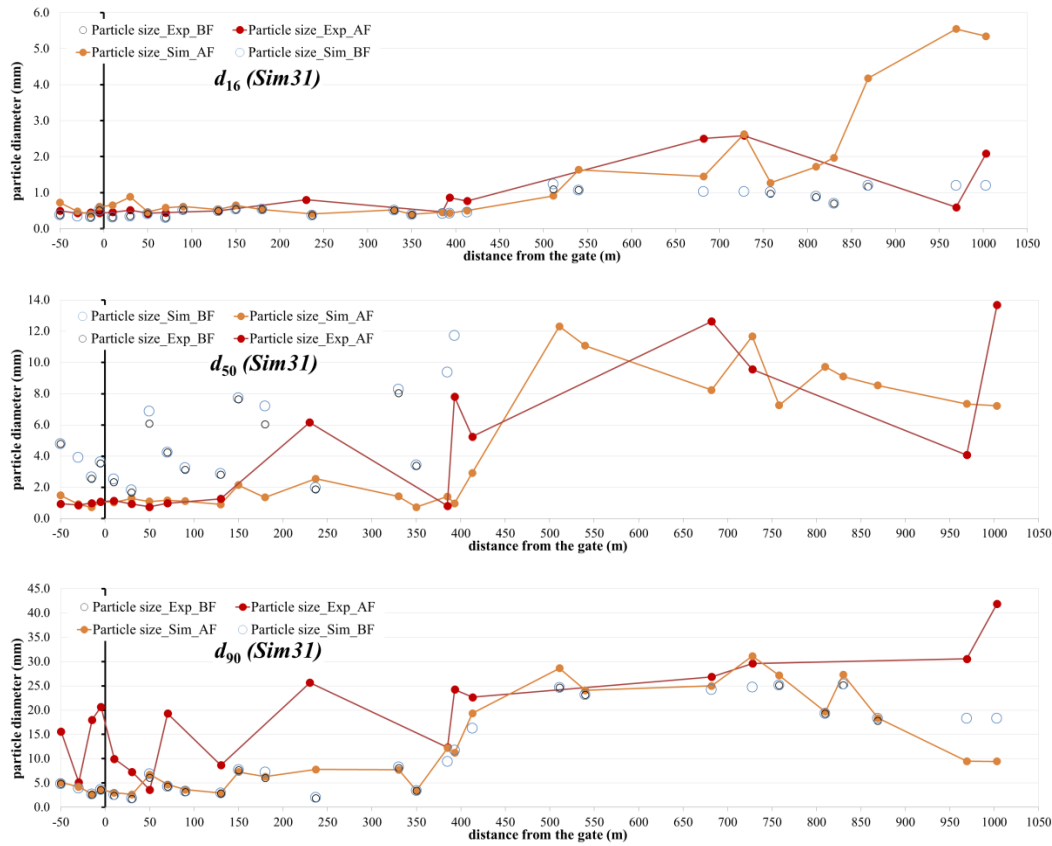 6.0
5.0
4.0
3.0
2.0
1.0
0.0
particle diameter (mm)
Particle size_Exp_BF Particle size_Exp_AF
Particle size_Sim_AF Particle size_Sim_BF
d16 (Sim31)
-50 0 50 100 150 200 250 300 350 400 450 500 550 600 650 700 750 800 850 900 950 1000 1050
distance from the gate (m)
14.0
12.0
10.0
8.0
6.0
4.0
2.0
0.0
particle diameter (mm)
Particle size_Sim_BF Particle size_Sim_AF
Particle size_Exp_BF Particle size_Exp_AF
d50 (Sim31)
-50 0 50 100 150 200 250 300 350 400 450 500 550 600 650 700 750 800 850 900 950 1000 1050
distance from the gate (m)
45.0
40.0
35.0
30.0
25.0
20.0
15.0
10.0
5.0
0.0
particle diameter (mm)
Particle size_Exp_BF Particle size_Exp_AF
Particle size_Sim_AF Particle size_Sim_BF
d90 (Sim31)
-50 0 50 100 150 200 250 300 350 400 450 500 550 600 650 700 750 800 850 900 950 1000 1050
distance from the gate (m)